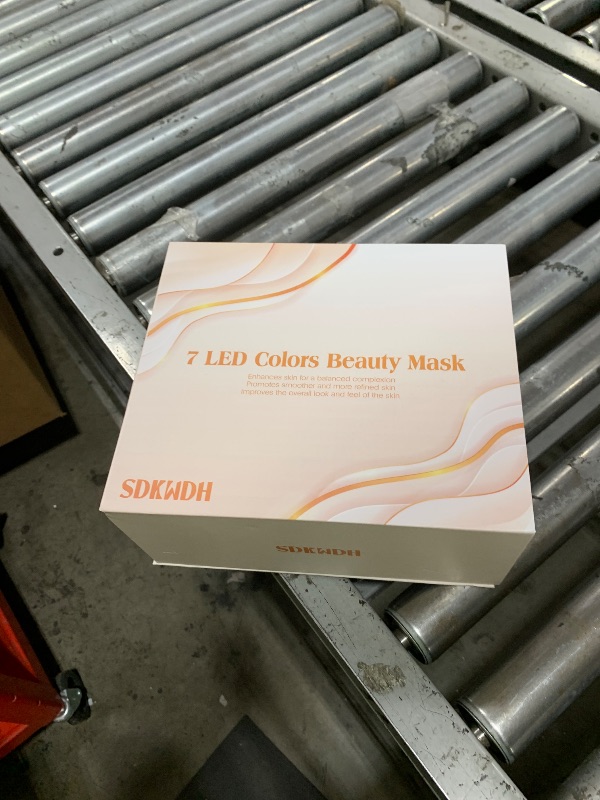 7 LED Colors Beauty Mask
Enhances skin for a balanced complexion
Promotes smoother and more refined skin
Improves the overall look and feel of the skin
SDKWDH
SDKWDH